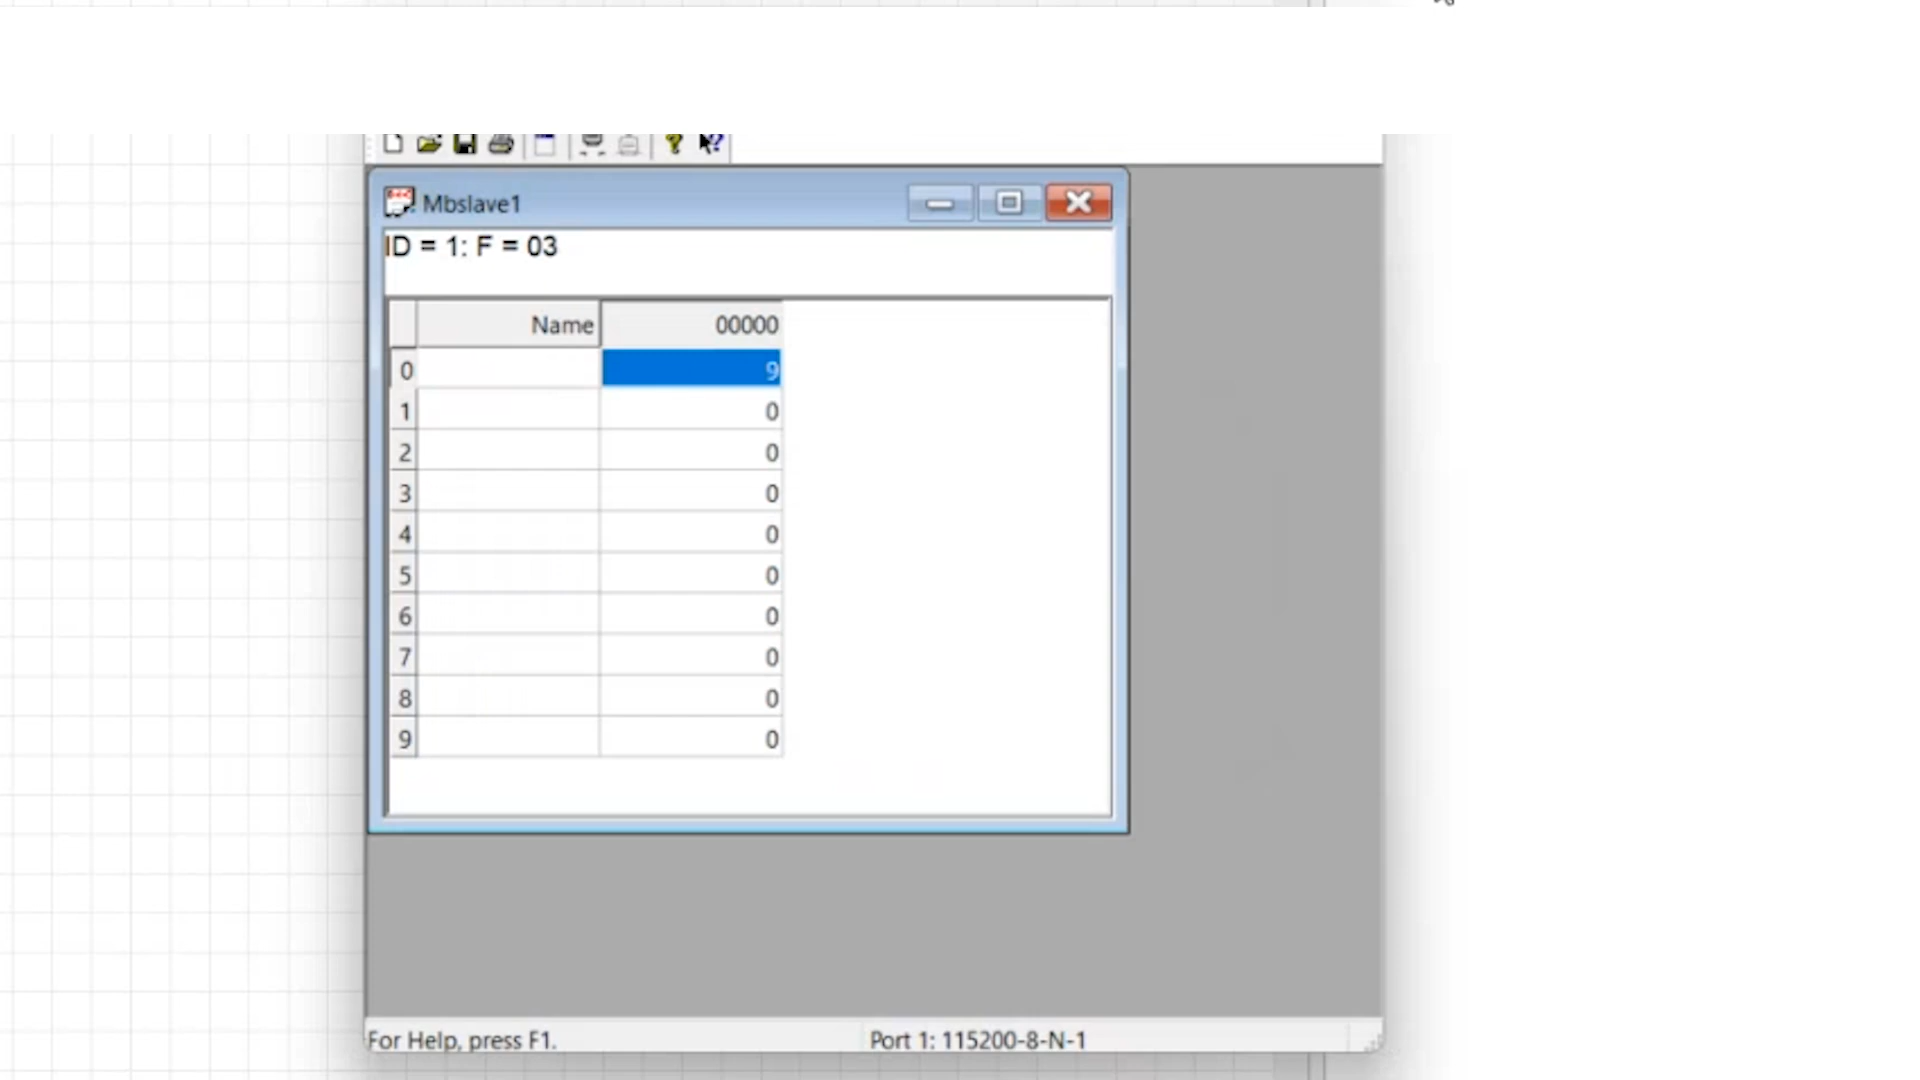 Mbslave1
ID = 1: F = 03
Name 00000
0 9
1 0
2 0
3 0
4 0
5 0
6 0
7 0
8 0
9 0
For Help, press F1. Port 1: 115200-8-N-1